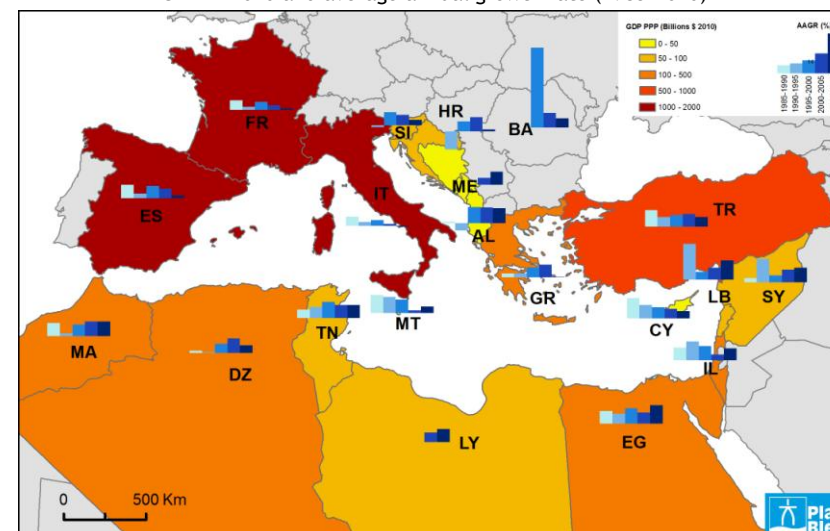 GDP PPP (Billions $ 2010)
0 - 50
50 - 100
100 - 500
500 - 1000
1000 - 2000
AAGR (%
1985-1990
1990-1995
1995-2000
2000-2005
FR
SI
HR
BA
ES
IT
ME
AL
TR
GR
LB
SY
CY
MT
TN
MA
DZ
IL
LY
EG
0 500 Km